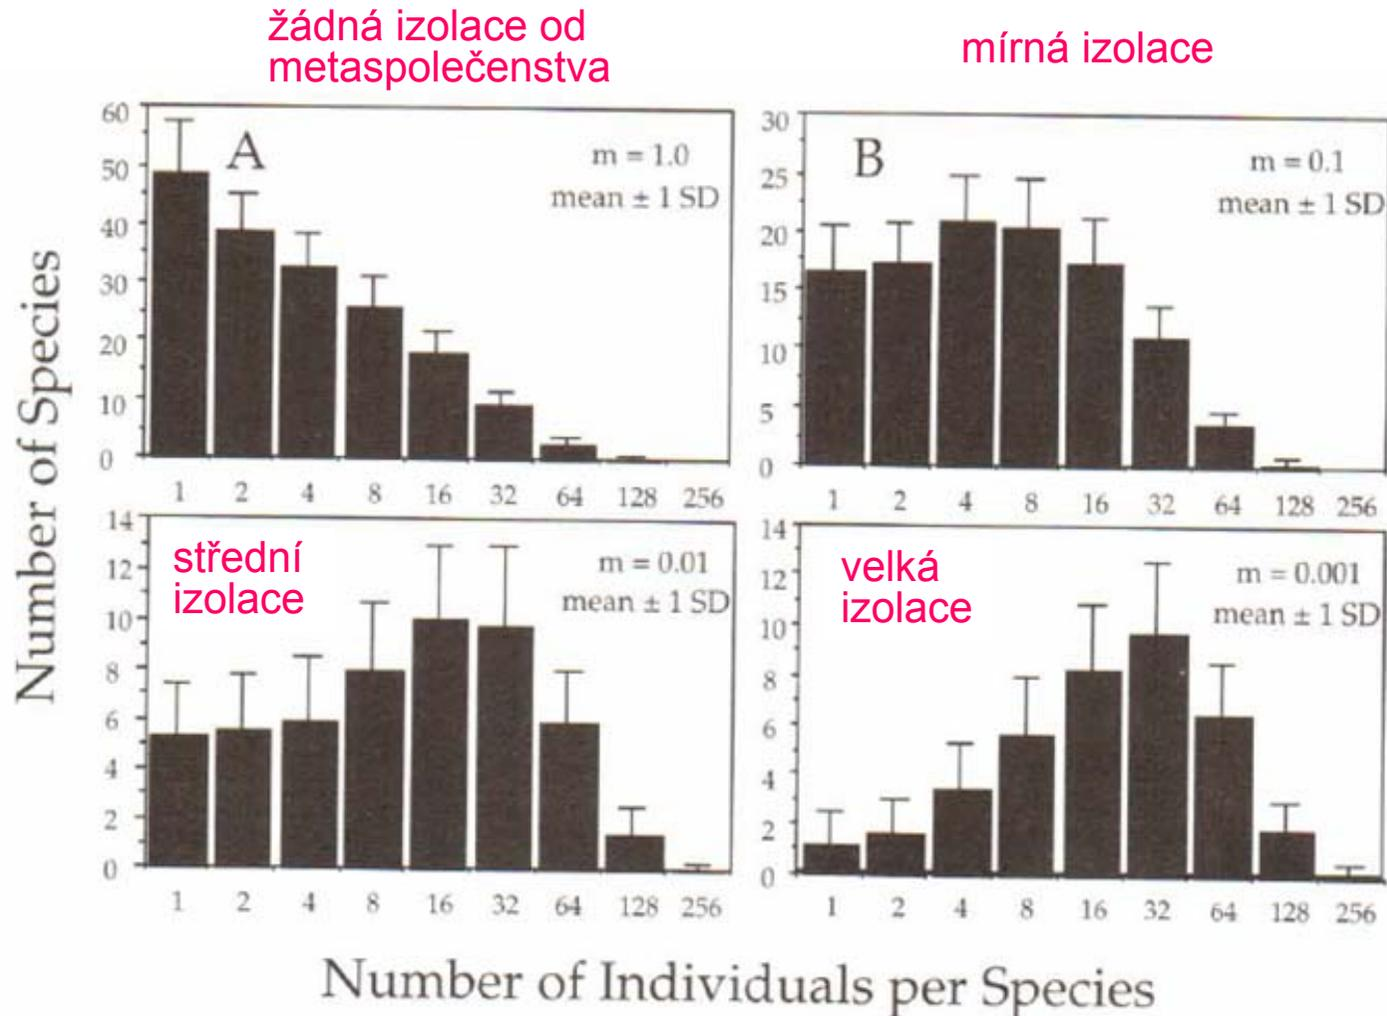 žádná izolace od
metaspolečenstva
mírná izolace
Number of Species
60
50
40
30
20
10
0
A
m = 1.0
mean ± 1 SD
1 2 4 8 16 32 64 128 256
30
25
20
15
10
5
0
B
m = 0.1
mean ± 1 SD
1 2 4 8 16 32 64 128 256
14
12
10
8
6
4
2
0
střední
izolace
m = 0.01
mean ± 1 SD
1 2 4 8 16 32 64 128 256
14
12
10
8
6
4
2
0
velká
izolace
m = 0.001
mean ± 1 SD
1 2 4 8 16 32 64 128 256
Number of Individuals per Species